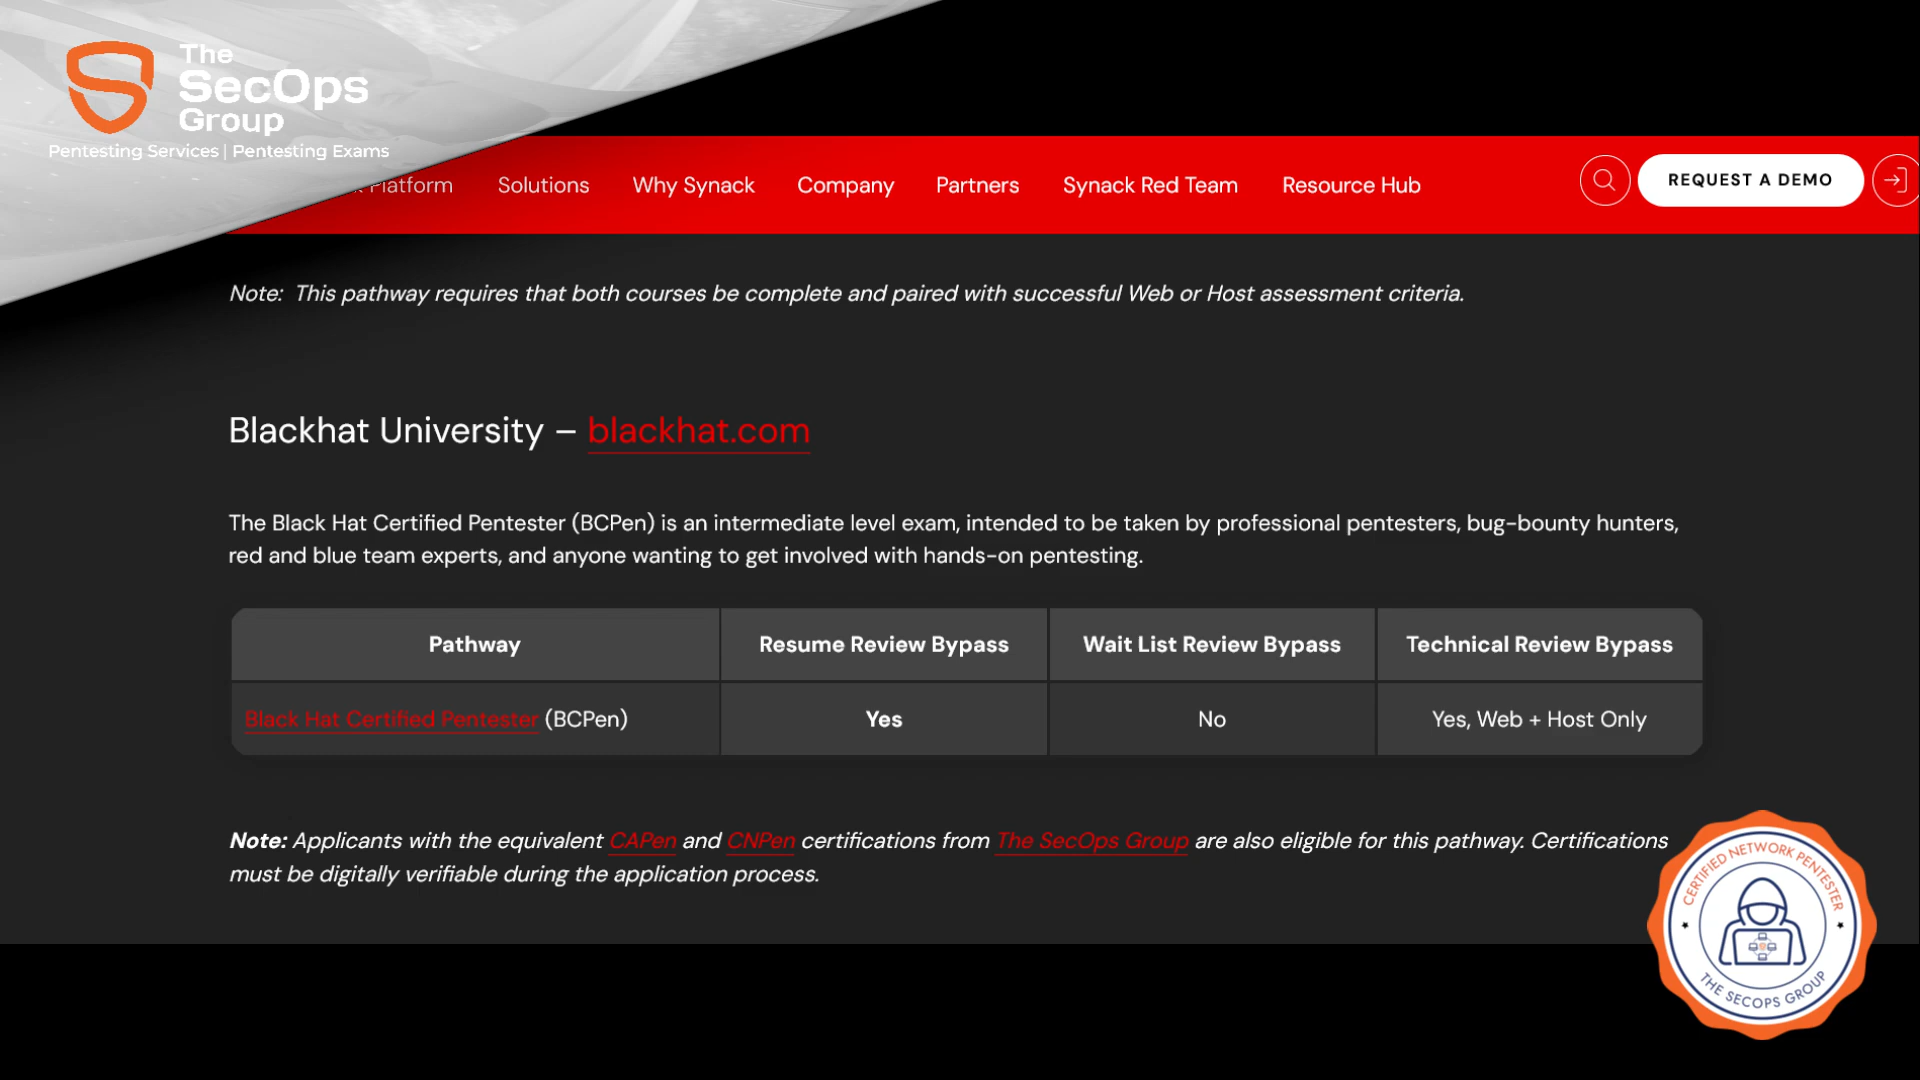 The
SecOps
Group
Pentesting Services | Pentesting Exams
Platform Solutions Why Synack Company Partners Synack Red Team Resource Hub REQUEST A DEMO
Note: This pathway requires that both courses be complete and paired with successful Web or Host assessment criteria.
Blackhat University – blackhat.com
The Black Hat Certified Pentester (BCPen) is an intermediate level exam, intended to be taken by professional pentesters, bug-bounty hunters,
red and blue team experts, and anyone wanting to get involved with hands-on pentesting.
Pathway Resume Review Bypass Wait List Review Bypass Technical Review Bypass
Black Hat Certified Pentester (BCPen) Yes No Yes, Web + Host Only
Note: Applicants with the equivalent CAPen and CNPen certifications from The SecOps Group are also eligible for this pathway. Certifications
must be digitally verifiable during the application process.
CERTIFIED NETWORK PENTESTER
THE SECOPS GROUP